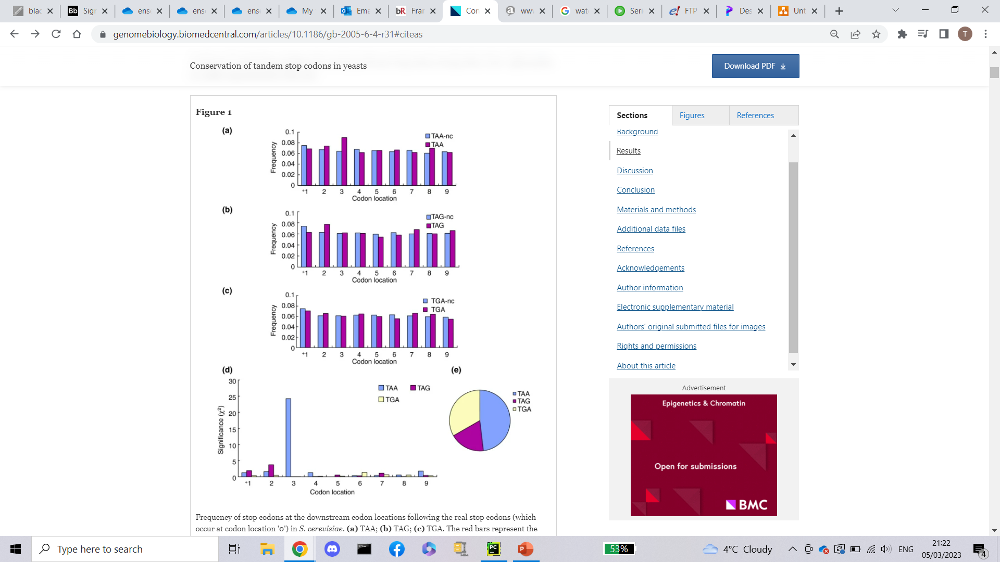 blac
Sigr
ens
ens
ens
My
Ema
Frar
Con
wwv
wat
Seri
FTP
Des
Unt
genomebiology.biomedcentral.com/articles/10.1186/gb-2005-6-4-r31#citeas
T
Conservation of tandem stop codons in yeasts
Download PDF
Figure 1
(a)
0.1
0.08
0.06
0.04
0.02
0
Frequency
TAA-nc
TAA
+1 2 3 4 5 6 7 8 9
Codon location
(b)
0.1
0.08
0.06
0.04
0.02
0
Frequency
TAG-nc
TAG
+1 2 3 4 5 6 7 8 9
Codon location
(c)
0.1
0.08
0.06
0.04
0.02
0
Frequency
TGA-nc
TGA
+1 2 3 4 5 6 7 8 9
Codon location
(d)
30
25
20
15
10
5
0
Significance (χ²)
TAA TAG
TGA
+1 2 3 4 5 6 7 8 9
Codon location
(e)
TAA
TAG
TGA
Frequency of stop codons at the downstream codon locations following the real stop codons (which
occur at codon location '0') in S. cerevisiae. (a) TAA; (b) TAG; (c) TGA. The red bars represent the
Sections
Figures
References
Background
Results
Discussion
Conclusion
Materials and methods
Additional data files
References
Acknowledgements
Author information
Electronic supplementary material
Authors’ original submitted files for images
Rights and permissions
About this article
Advertisement
Epigenetics & Chromatin
Open for submissions
BMC
Type here to search
53%
4°C Cloudy
ENG
21:22
05/03/2023
4